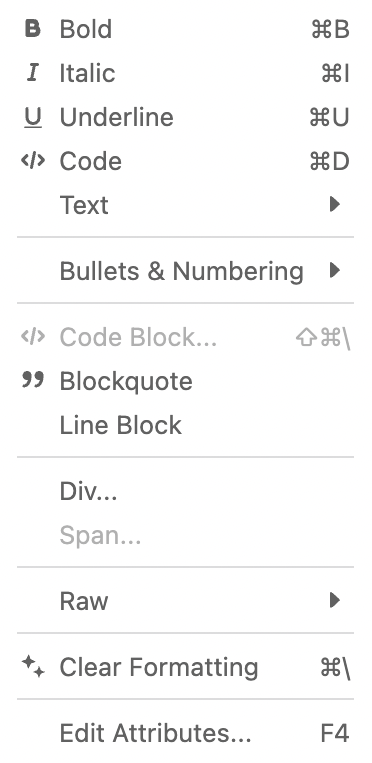 B Bold ⌘B
I Italic ⌘I
U Underline ⌘U
</> Code ⌘D
Text
Bullets & Numbering
</> Code Block... ⇧⌘\
Blockquote
Line Block
Div...
Span...
Raw
Clear Formatting ⌘\
Edit Attributes... F4